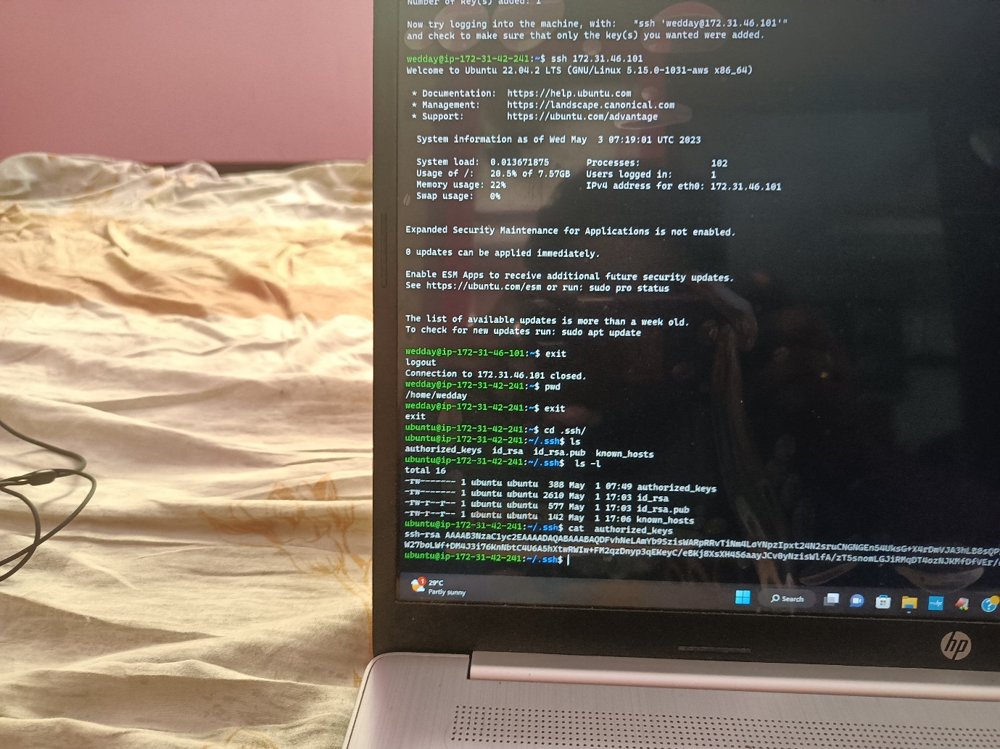 Number of key(s) added: 1
Now try logging into the machine, with:   "ssh 'wedday@172.31.46.101'"
and check to make sure that only the key(s) you wanted were added.
wedday@ip-172-31-42-241:~$ ssh 172.31.46.101
Welcome to Ubuntu 22.04.2 LTS (GNU/Linux 5.15.0-1031-aws x86_64)
* Documentation:  https://help.ubuntu.com
* Management:     https://landscape.canonical.com
* Support:        https://ubuntu.com/advantage
System information as of Wed May  3 07:19:01 UTC 2023
System load:  0.013671875      Processes:             102
Usage of /:   20.5% of 7.57GB   Users logged in:       1
Memory usage: 22%              IPv4 address for eth0: 172.31.46.101
Swap usage:   0%
Expanded Security Maintenance for Applications is not enabled.
0 updates can be applied immediately.
Enable ESM Apps to receive additional future security updates.
See https://ubuntu.com/esm or run: sudo pro status
The list of available updates is more than a week old.
To check for new updates run: sudo apt update
wedday@ip-172-31-46-101:~$ exit
logout
Connection to 172.31.46.101 closed.
wedday@ip-172-31-42-241:~$ pwd
/home/wedday
wedday@ip-172-31-42-241:~$ exit
exit
ubuntu@ip-172-31-42-241:~$ cd .ssh/
ubuntu@ip-172-31-42-241:~/.ssh$ ls
authorized_keys  id_rsa  id_rsa.pub  known_hosts
ubuntu@ip-172-31-42-241:~/.ssh$  ls -l
total 16
-rw------- 1 ubuntu ubuntu  388 May  1 07:49 authorized_keys
-rw------- 1 ubuntu ubuntu 2610 May  1 17:03 id_rsa
-rw-r--r-- 1 ubuntu ubuntu  577 May  1 17:03 id_rsa.pub
-rw-r--r-- 1 ubuntu ubuntu  142 May  1 17:06 known_hosts
ubuntu@ip-172-31-42-241:~/.ssh$ cat  authorized_keys
ssh-rsa
ubuntu@ip-172-31-42-241:~/.ssh$
1
29°C
Partly sunny
Search
myhp
hp